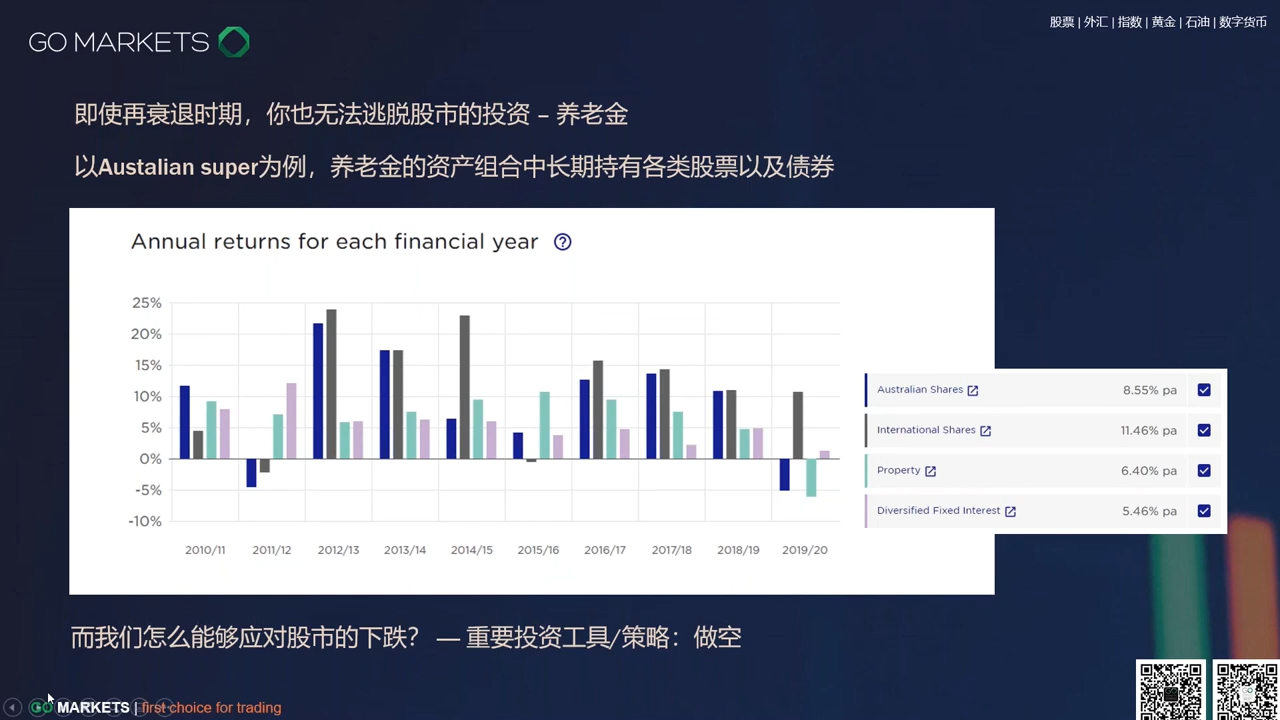 GO MARKETS
股票 | 外汇 | 指数 | 黄金 | 石油 | 数字货币
即使再衰退时期，你也无法逃脱股市的投资 – 养老金
以Austalian super为例，养老金的资产组合中长期持有各类股票以及债券
Annual returns for each financial year ?
25%
20%
15%
10%
5%
0%
-5%
-10%
2010/11 2011/12 2012/13 2013/14 2014/15 2015/16 2016/17 2017/18 2018/19 2019/20
Australian Shares 8.55% pa
International Shares 11.46% pa
Property 6.40% pa
Diversified Fixed Interest 5.46% pa
而我们怎么能够应对股市的下跌？ — 重要投资工具/策略：做空
GO MARKETS | first choice for trading